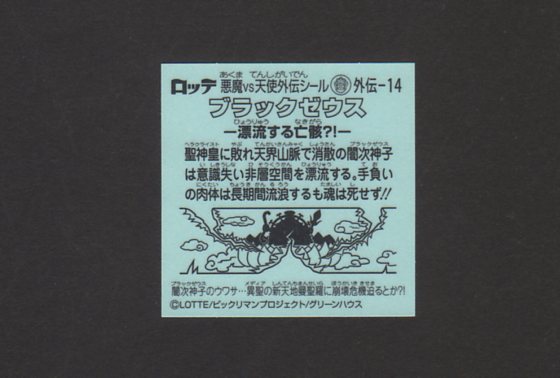 ロッテ 悪魔VS天使外伝シール 外伝-14
ブラックゼウス
ー漂流する亡骸?!ー
聖神皇に敗れ天界山脈で消散の闇次神子
は意識失い非層空間を漂流する。手負い
の肉体は長期間流浪するも魂は死せず!!
闇次神子のウワサ…異聖の新天地曼聖羅に崩壊危機迫るとか?!
©LOTTE/ビックリマンプロジェクト/グリーンハウス